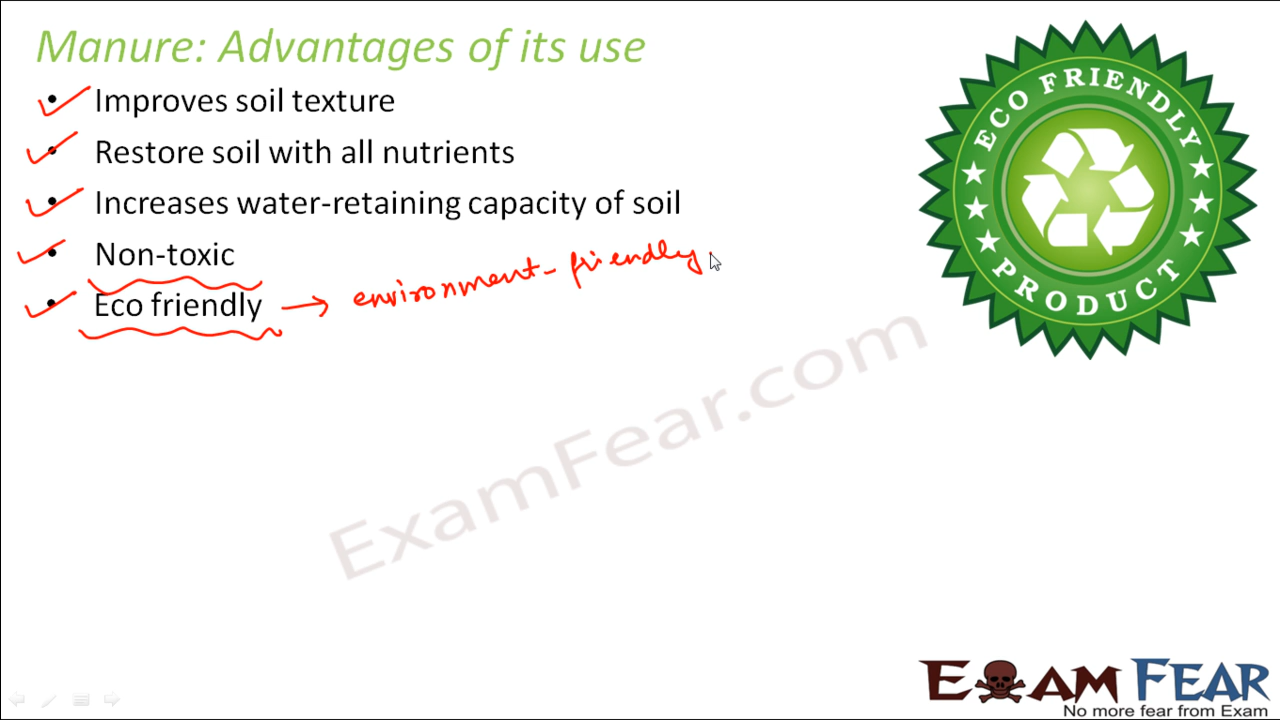 Manure: Advantages of its use
• Improves soil texture
• Restore soil with all nutrients
• Increases water-retaining capacity of soil
• Non-toxic
• Eco friendly → environment-friendly
ECO FRIENDLY
PRODUCT
ExamFear.com
EXAM FEAR
No more fear from Exam